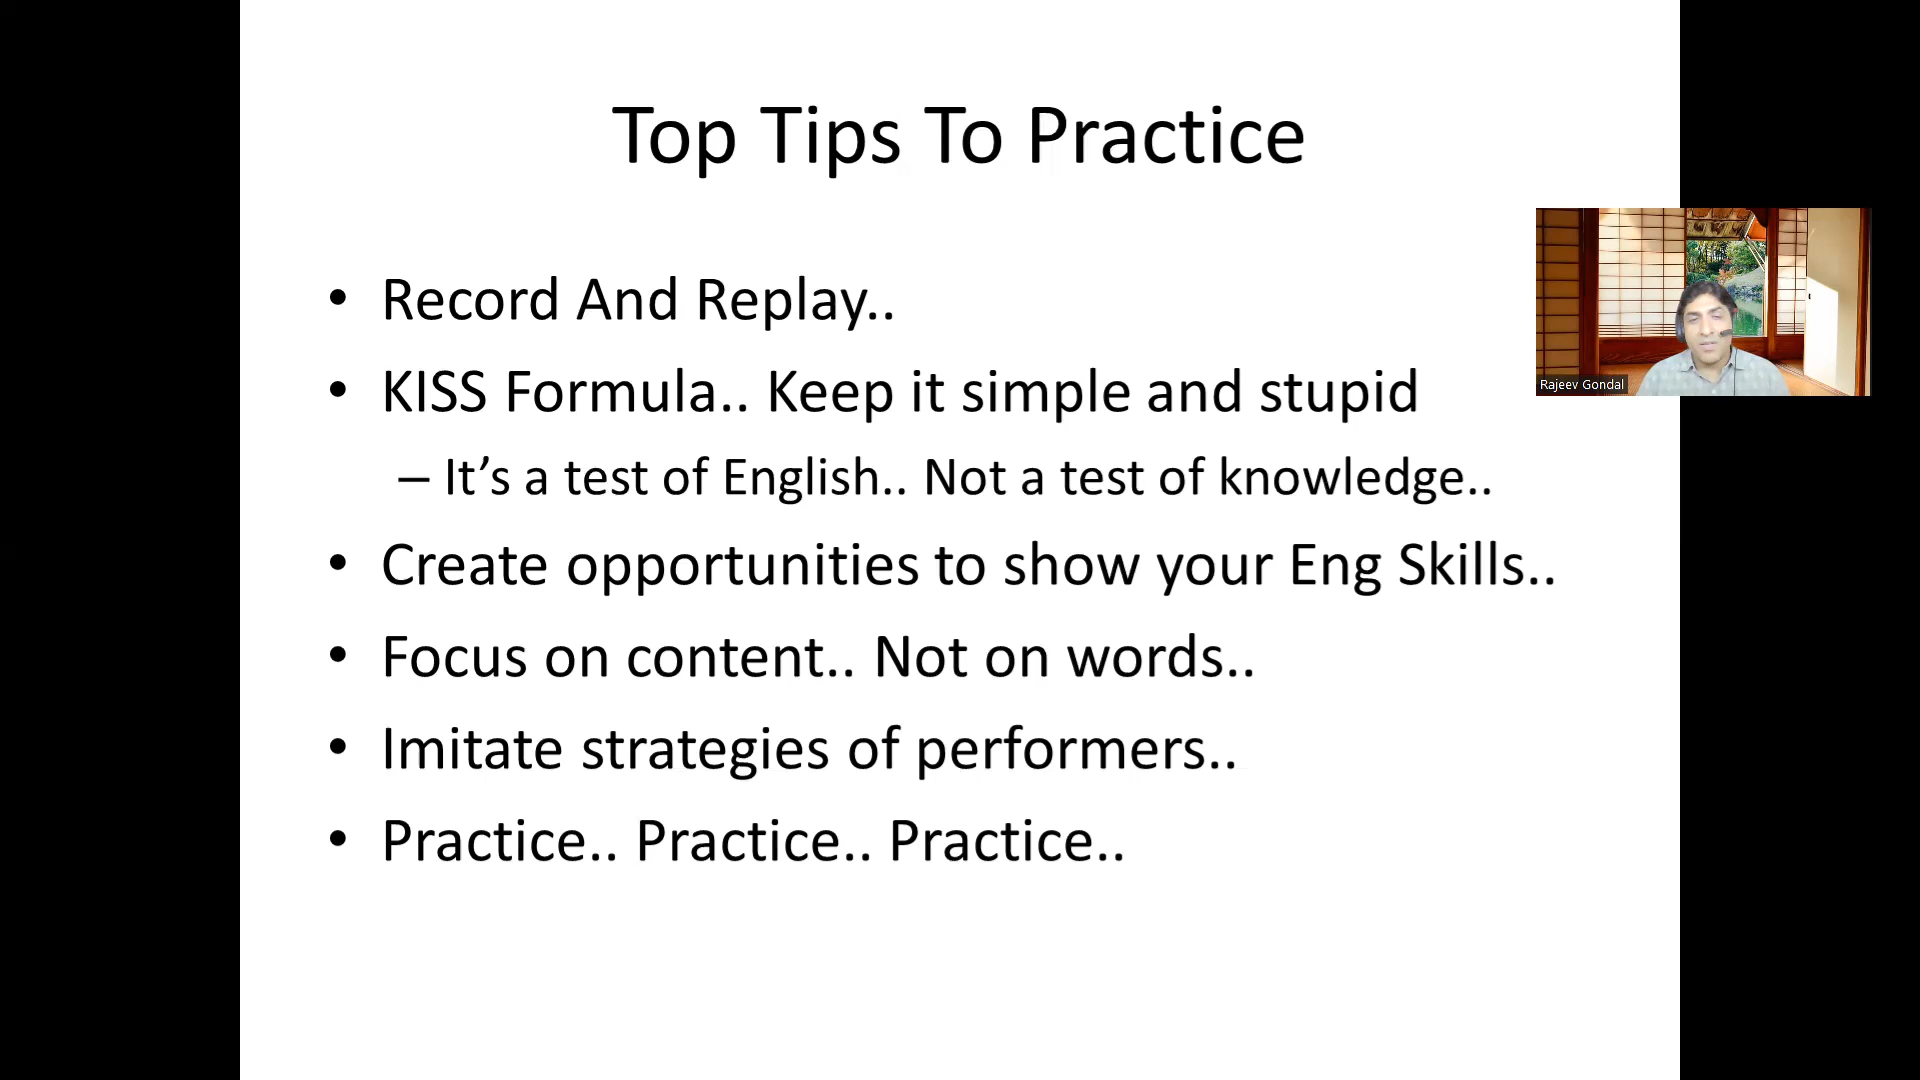 Top Tips To Practice
• Record And Replay..
• KISS Formula.. Keep it simple and stupid
– It’s a test of English.. Not a test of knowledge..
• Create opportunities to show your Eng Skills..
• Focus on content.. Not on words..
• Imitate strategies of performers..
• Practice.. Practice.. Practice..
Rajeev Gondal